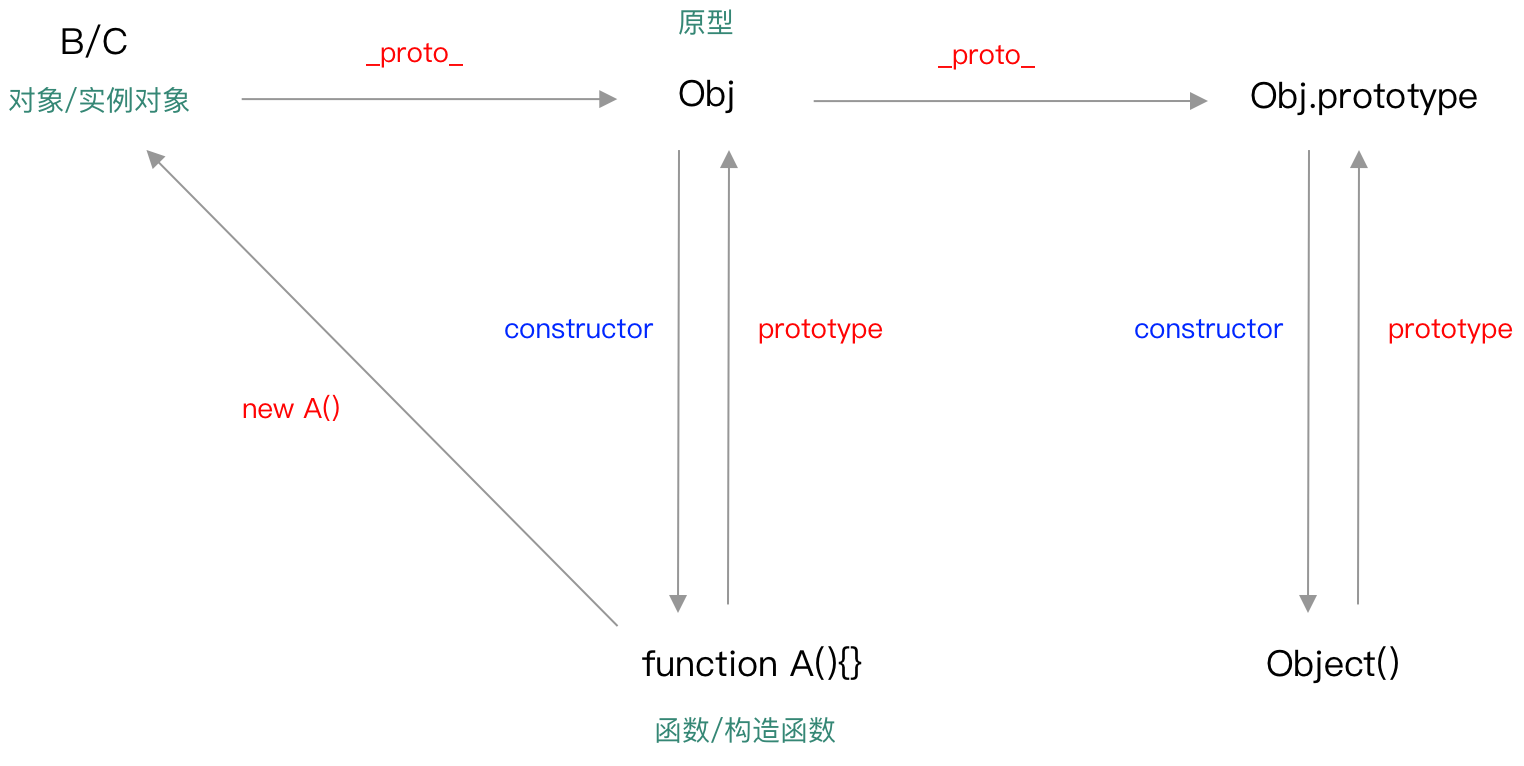 原型
B/C
_proto_
_proto_
对象/实例对象
Obj
Obj.prototype
constructor
prototype
constructor
prototype
new A()
function A(){}
Object()
函数/构造函数